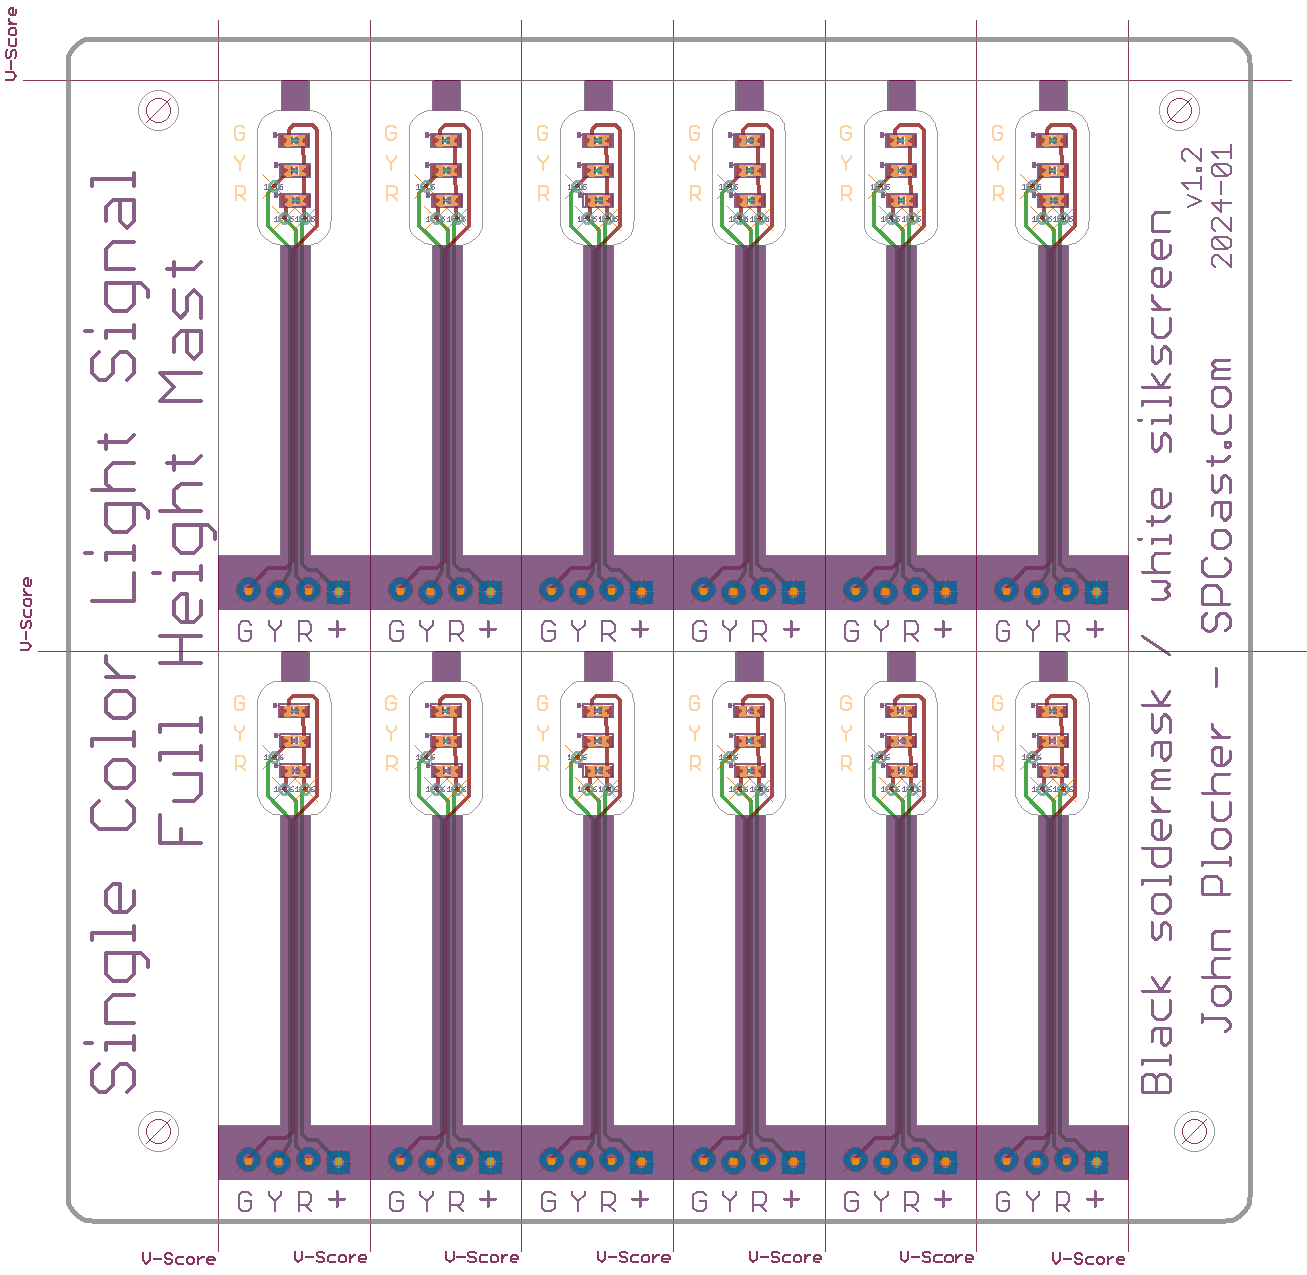 V-Score
V-Score
Single Color Light Signal
Full Height Mast
G G G G G G
Y Y Y Y Y Y
R R R R R R
G Y R + G Y R + G Y R + G Y R + G Y R + G Y R +
G G G G G G
Y Y Y Y Y Y
R R R R R R
G Y R + G Y R + G Y R + G Y R + G Y R + G Y R +
v1.2
2024-01
Black soldermask / white silkscreen
John Plocher - SPCoast.com
V-Score V-Score V-Score V-Score V-Score V-Score V-Score